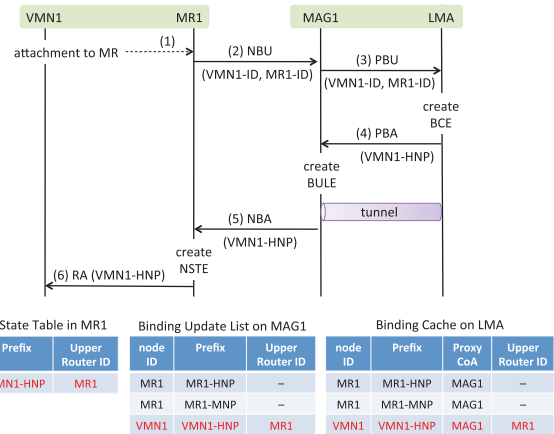 VMN1 MR1 MAG1 LMA
attachment to MR
(1)
(2) NBU
(VMN1-ID, MR1-ID)
(3) PBU
(VMN1-ID, MR1-ID)
create
BCE
(4) PBA
(VMN1-HNP)
create
BULE
tunnel
(5) NBA
(VMN1-HNP)
create
NSTE
(6) RA (VMN1-HNP)
State Table in MR1
Prefix Upper
Router ID
MN1-HNP MR1
Binding Update List on MAG1
node Prefix Upper
ID Router ID
MR1 MR1-HNP –
MR1 MR1-MNP –
VMN1 VMN1-HNP MR1
Binding Cache on LMA
node Prefix Proxy Upper
ID CoA Router ID
MR1 MR1-HNP MAG1 –
MR1 MR1-MNP MAG1 –
VMN1 VMN1-HNP MAG1 MR1